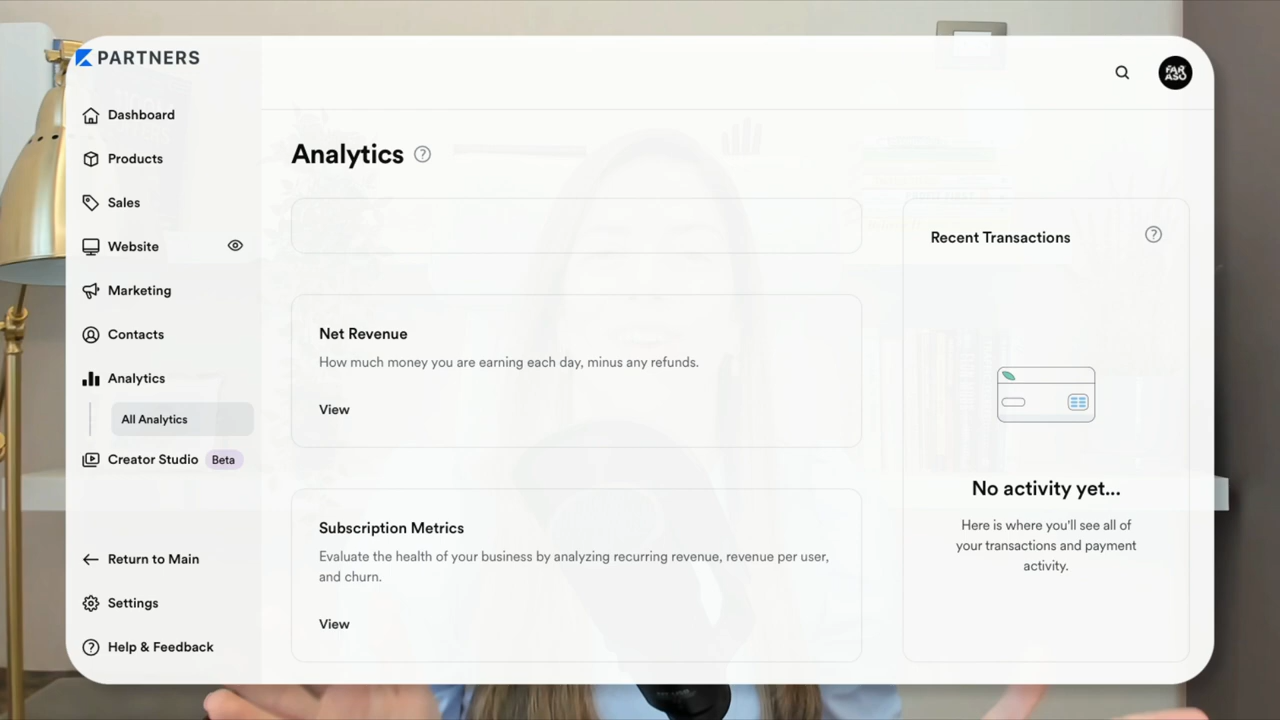 PARTNERS
Dashboard
Products
Sales
Website
Marketing
Contacts
Analytics
All Analytics
Creator Studio Beta
Return to Main
Settings
Help & Feedback
FAR
ASO
Analytics
Net Revenue
How much money you are earning each day, minus any refunds.
View
Subscription Metrics
Evaluate the health of your business by analyzing recurring revenue, revenue per user,
and churn.
View
Recent Transactions
No activity yet...
Here is where you'll see all of
your transactions and payment
activity.